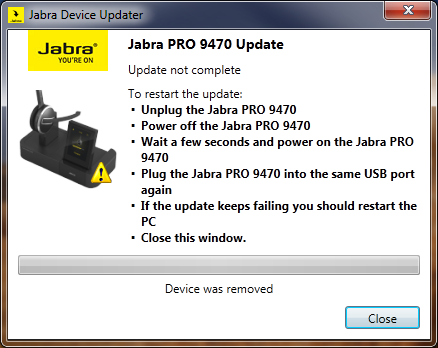 Jabra Device Updater
Jabra®
YOU'RE ON
Jabra PRO 9470 Update
Update not complete
To restart the update:
• Unplug the Jabra PRO 9470
• Power off the Jabra PRO 9470
• Wait a few seconds and power on the Jabra PRO
9470
• Plug the Jabra PRO 9470 into the same USB port
again
• If the update keeps failing you should restart the
PC
• Close this window.
Device was removed
Close